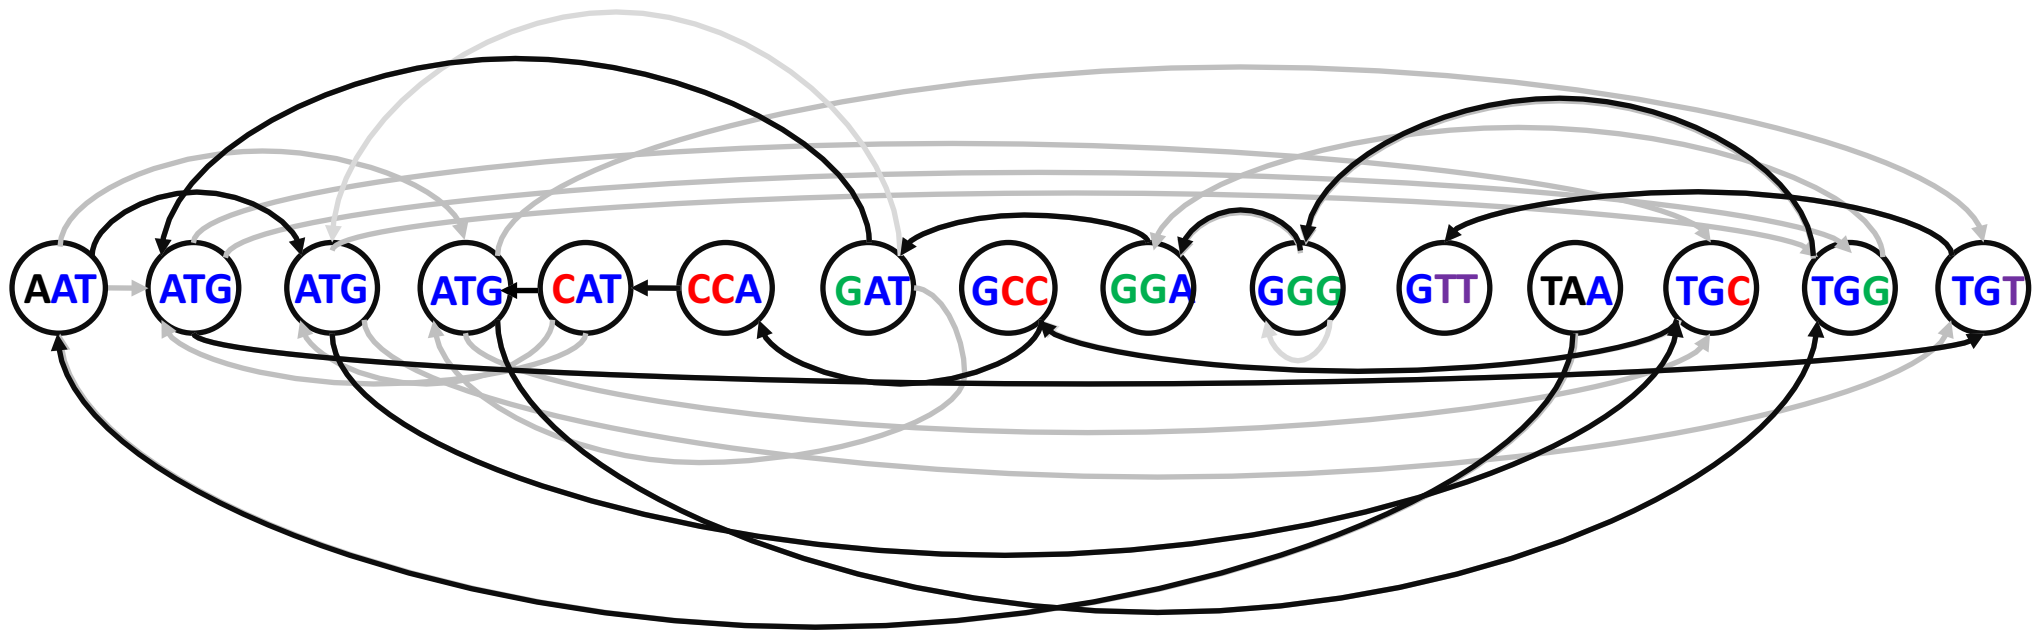 AAT ATG ATG ATG CAT CCA GAT GCC GGA GGG GTT TAA TGC TGG TGT